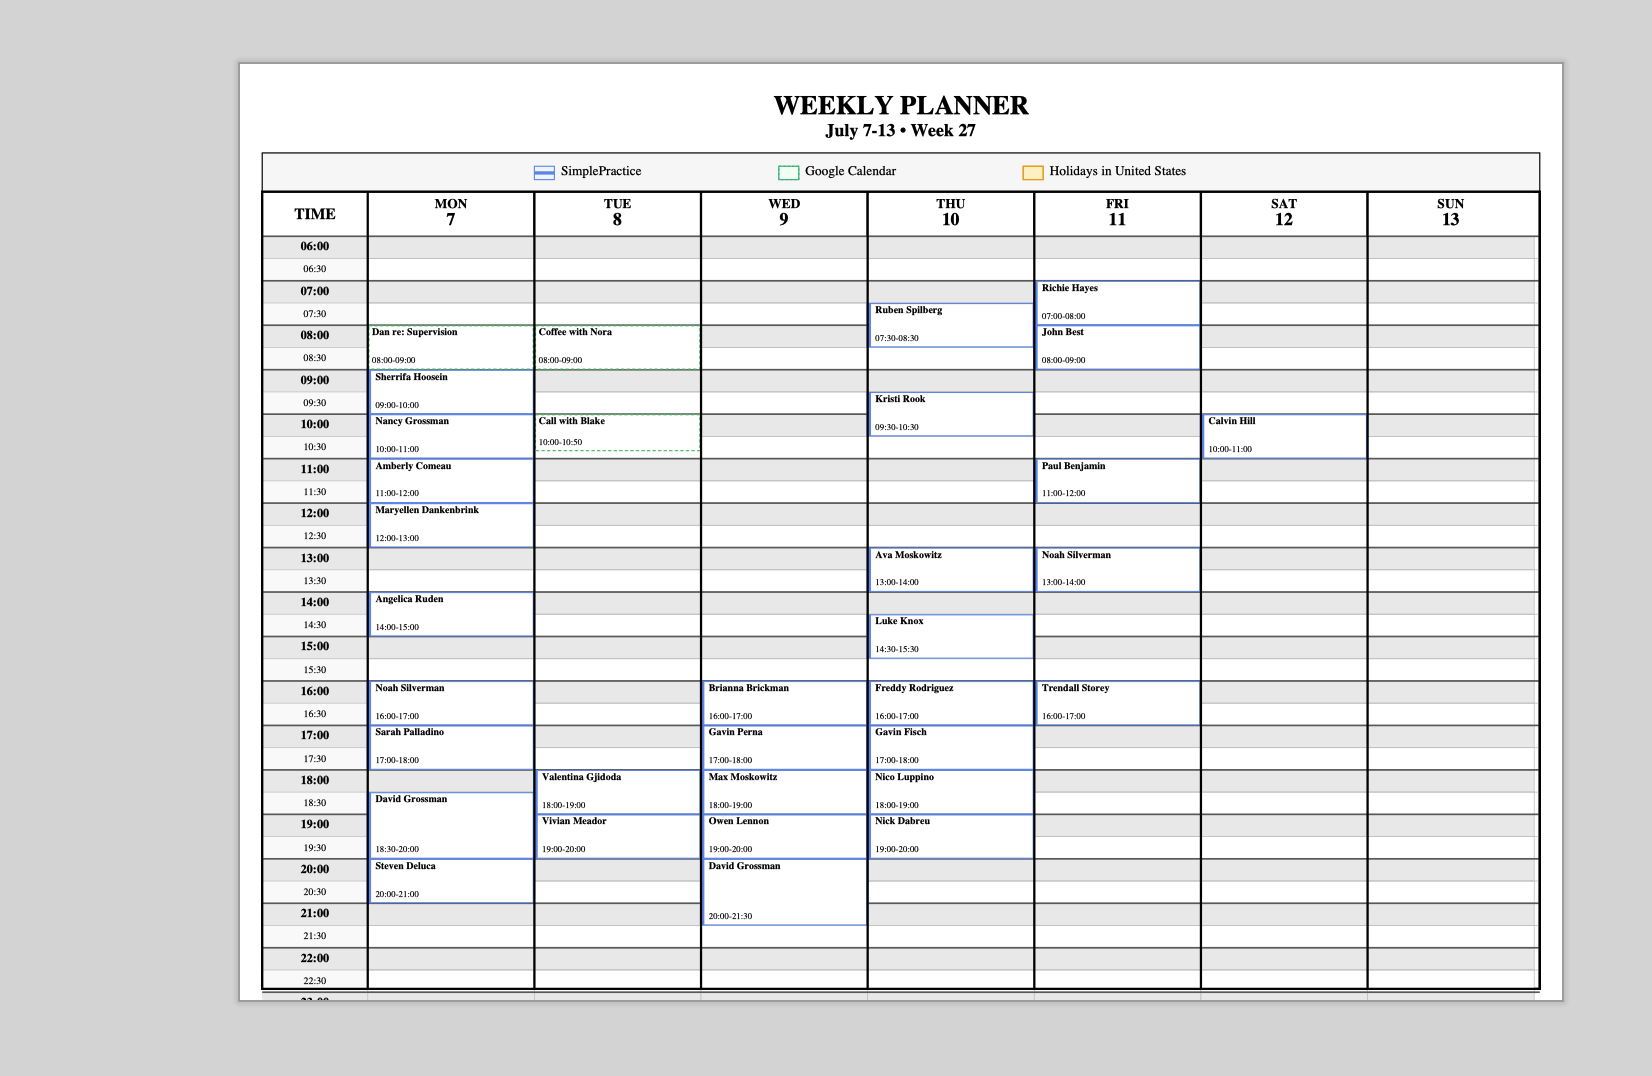 WEEKLY PLANNER
July 7-13 • Week 27
SimplePractice Google Calendar Holidays in United States
TIME MON 7 TUE 8 WED 9 THU 10 FRI 11 SAT 12 SUN 13
06:00
06:30
07:00 Richie Hayes
07:30 Ruben Spilberg 07:00-08:00
07:30-08:30
08:00 Dan re: Supervision Coffee with Nora John Best
08:30 08:00-09:00 08:00-09:00 08:00-09:00
09:00 Sherrifa Hoosein
09:30 09:00-10:00 Kristi Rook
10:00 Nancy Grossman Call with Blake 09:30-10:30 Calvin Hill
10:30 10:00-11:00 10:00-10:50 10:00-11:00
11:00 Amberly Comeau Paul Benjamin
11:30 11:00-12:00 11:00-12:00
12:00 Maryellen Dankenbrink
12:30 12:00-13:00
13:00 Ava Moskowitz Noah Silverman
13:30 13:00-14:00 13:00-14:00
14:00 Angelica Ruden
14:30 14:00-15:00 Luke Knox
15:00 14:30-15:30
15:30
16:00 Noah Silverman Brianna Brickman Freddy Rodriguez Trendall Storey
16:30 16:00-17:00 16:00-17:00 16:00-17:00 16:00-17:00
17:00 Sarah Palladino Gavin Perna Gavin Fisch
17:30 17:00-18:00 17:00-18:00 17:00-18:00
18:00 Valentina Gjidoda Max Moskowitz Nico Luppino
18:30 David Grossman 18:00-19:00 18:00-19:00 18:00-19:00
19:00 Vivian Meador Owen Lennon Nick Dabreu
19:30 18:30-20:00 19:00-20:00 19:00-20:00 19:00-20:00
20:00 Steven Deluca David Grossman
20:30 20:00-21:00
21:00 20:00-21:30
21:30
22:00
22:30